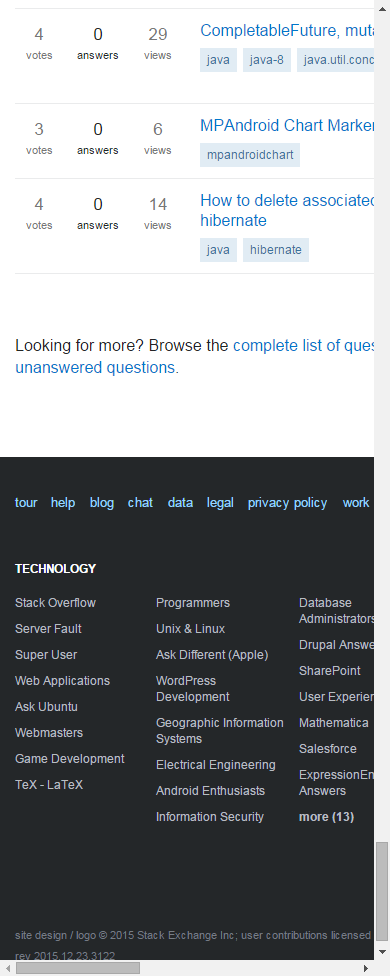 4 0 29 CompletableFuture, muta
votes answers views java java-8 java.util.conc
3 0 6 MPAndroid Chart Marker
votes answers views mpandroidchart
4 0 14 How to delete associated
votes answers views hibernate
java hibernate
Looking for more? Browse the complete list of ques
unanswered questions.
tour help blog chat data legal privacy policy work
TECHNOLOGY
Stack Overflow
Server Fault
Super User
Web Applications
Ask Ubuntu
Webmasters
Game Development
TeX - LaTeX
Programmers
Unix & Linux
Ask Different (Apple)
WordPress
Development
Geographic Information
Systems
Electrical Engineering
Android Enthusiasts
Information Security
Database
Administrators
Drupal Answe
SharePoint
User Experien
Mathematica
Salesforce
ExpressionEn
Answers
more (13)
site design / logo © 2015 Stack Exchange Inc; user contributions licensed
rev 2015.12.23.3122